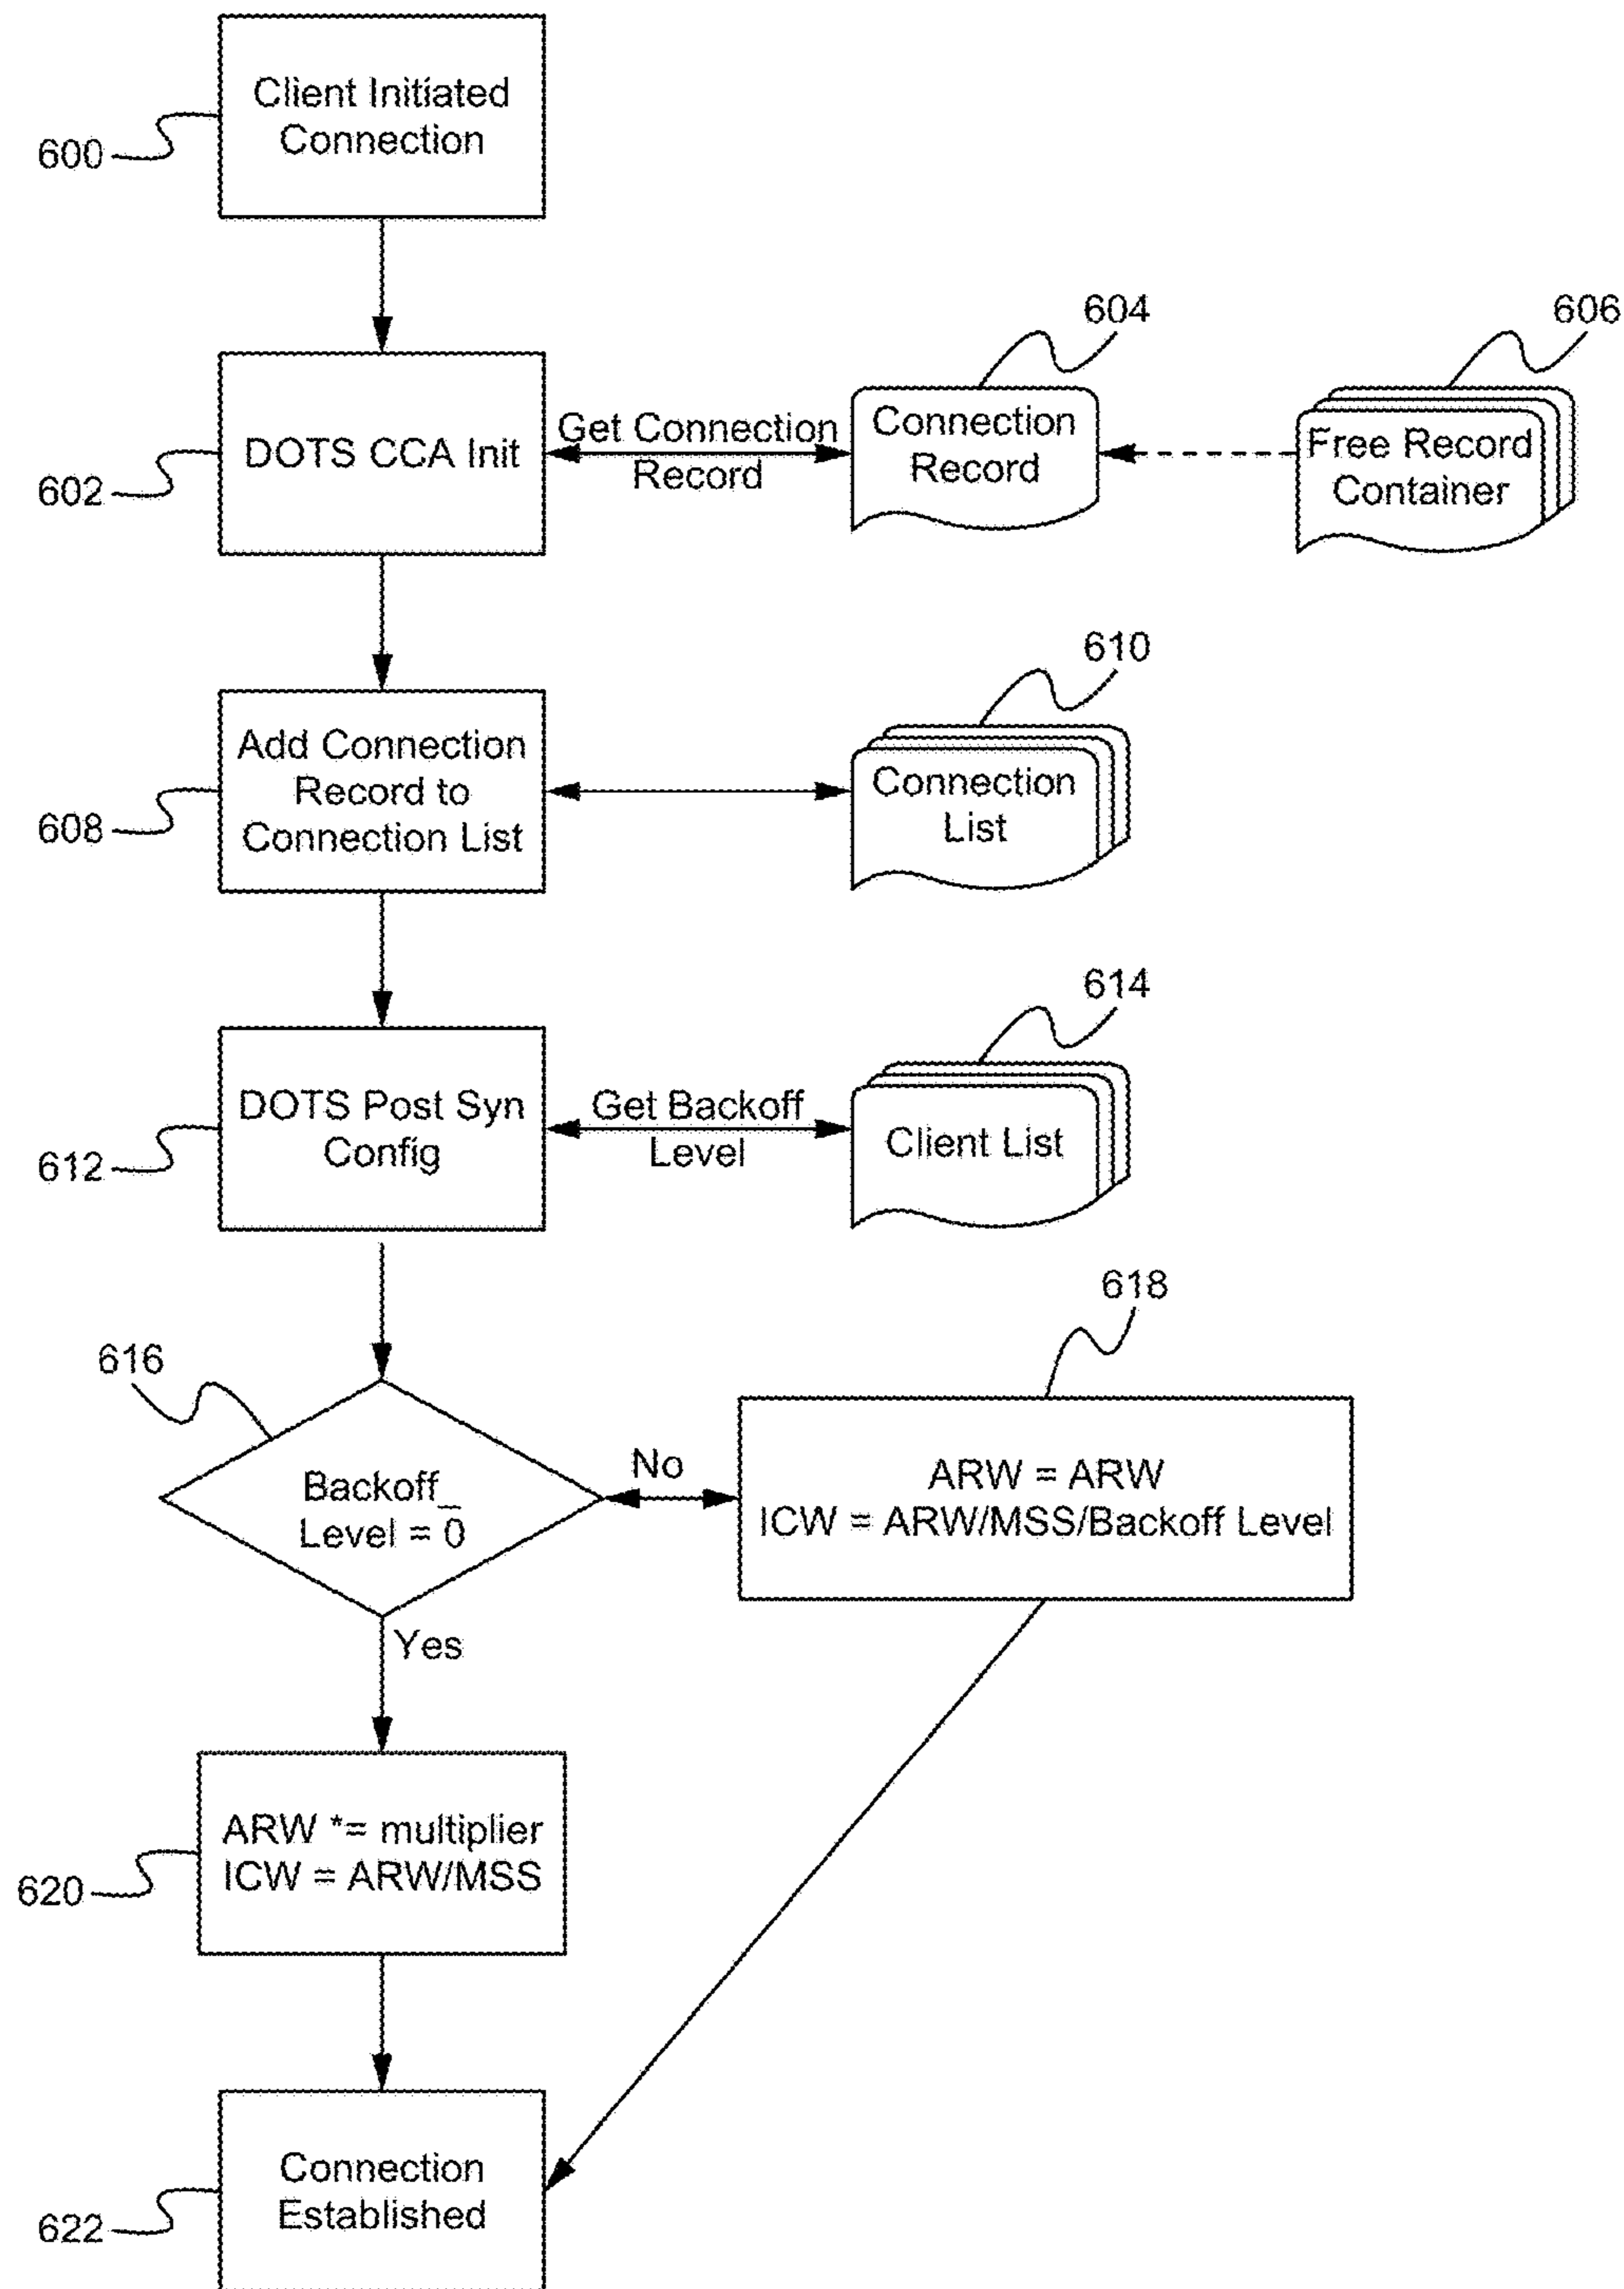 Client Initiated
Connection
600
604
606
DOTS CCA Init
Get Connection
Record
Connection
Record
Free Record
Container
602
610
Add Connection
Record to
Connection List
Connection
List
608
614
DOTS Post Syn
Config
Get Backoff
Level
Client List
612
618
616
Backoff_
Level = 0
No
ARW = ARW
ICW = ARW/MSS/Backoff Level
Yes
ARW *= multiplier
ICW = ARW/MSS
620
Connection
Established
622